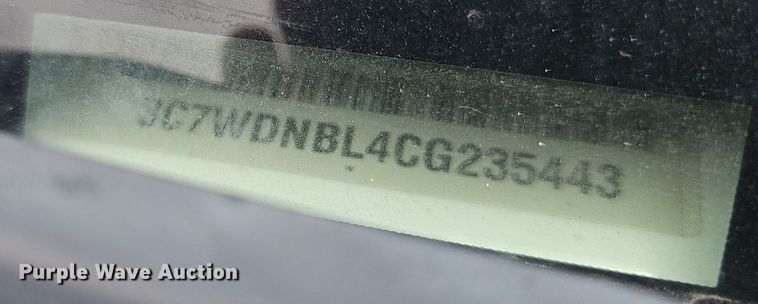 3C7WDNBL4CG235443
Purple Wave Auction